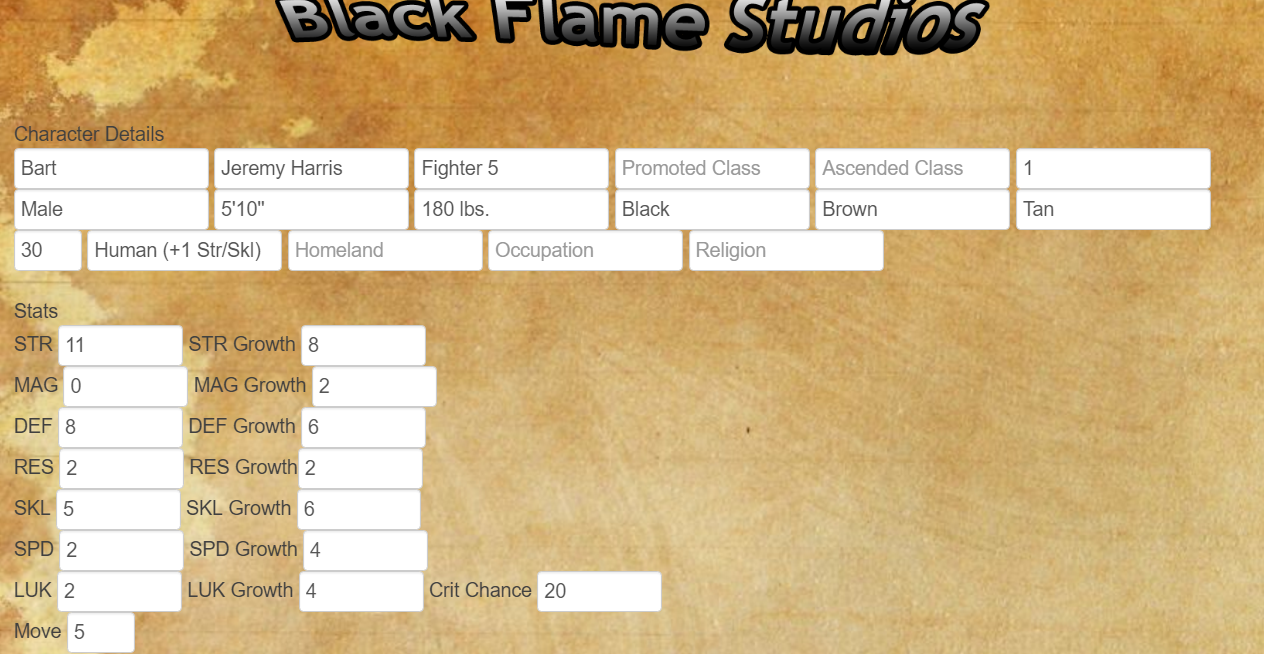 Black Flame Studios
Character Details
Bart Jeremy Harris Fighter 5 Promoted Class Ascended Class 1
Male 5'10" 180 lbs. Black Brown Tan
30 Human (+1 Str/Skl) Homeland Occupation Religion
Stats
STR 11 STR Growth 8
MAG 0 MAG Growth 2
DEF 8 DEF Growth 6
RES 2 RES Growth 2
SKL 5 SKL Growth 6
SPD 2 SPD Growth 4
LUK 2 LUK Growth 4 Crit Chance 20
Move 5